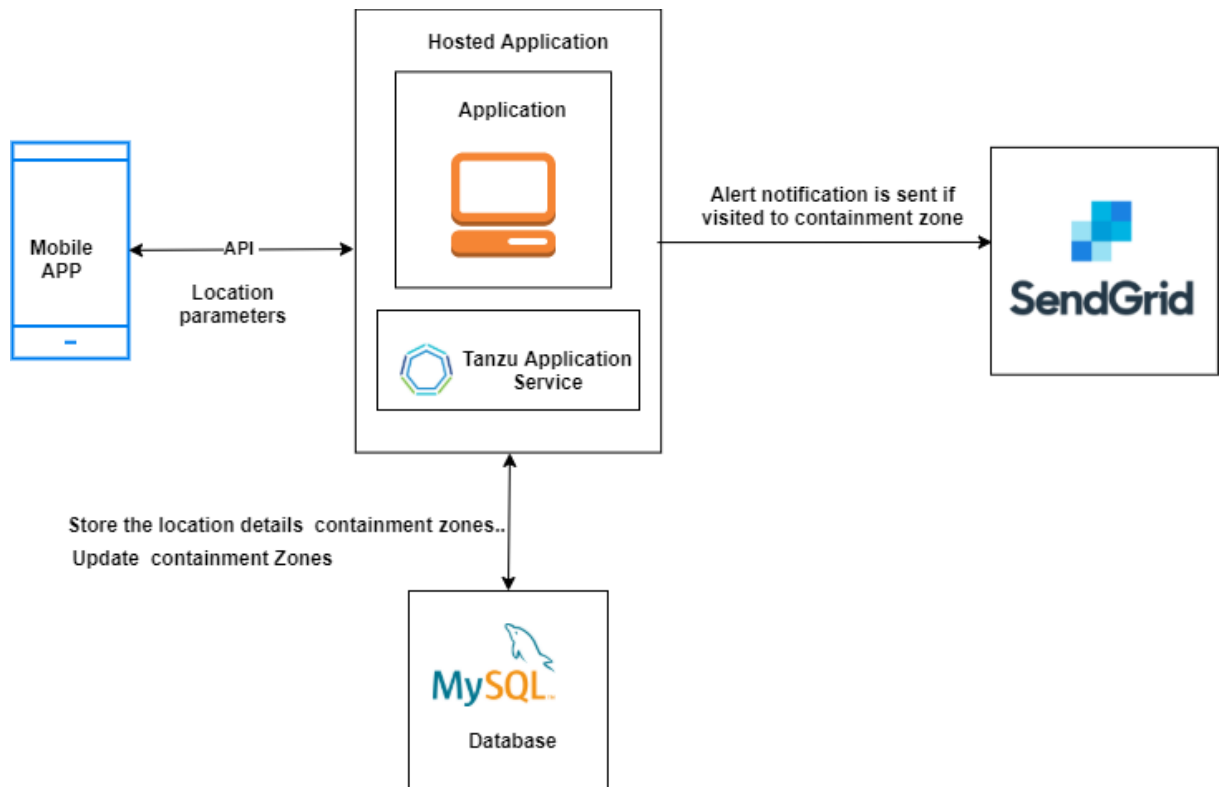 Hosted Application
Application
Mobile
APP
API
Location
parameters
Tanzu Application
Service
Alert notification is sent if
visited to containment zone
SendGrid
Store the location details  containment zones..
Update  containment Zones
MySQL
Database